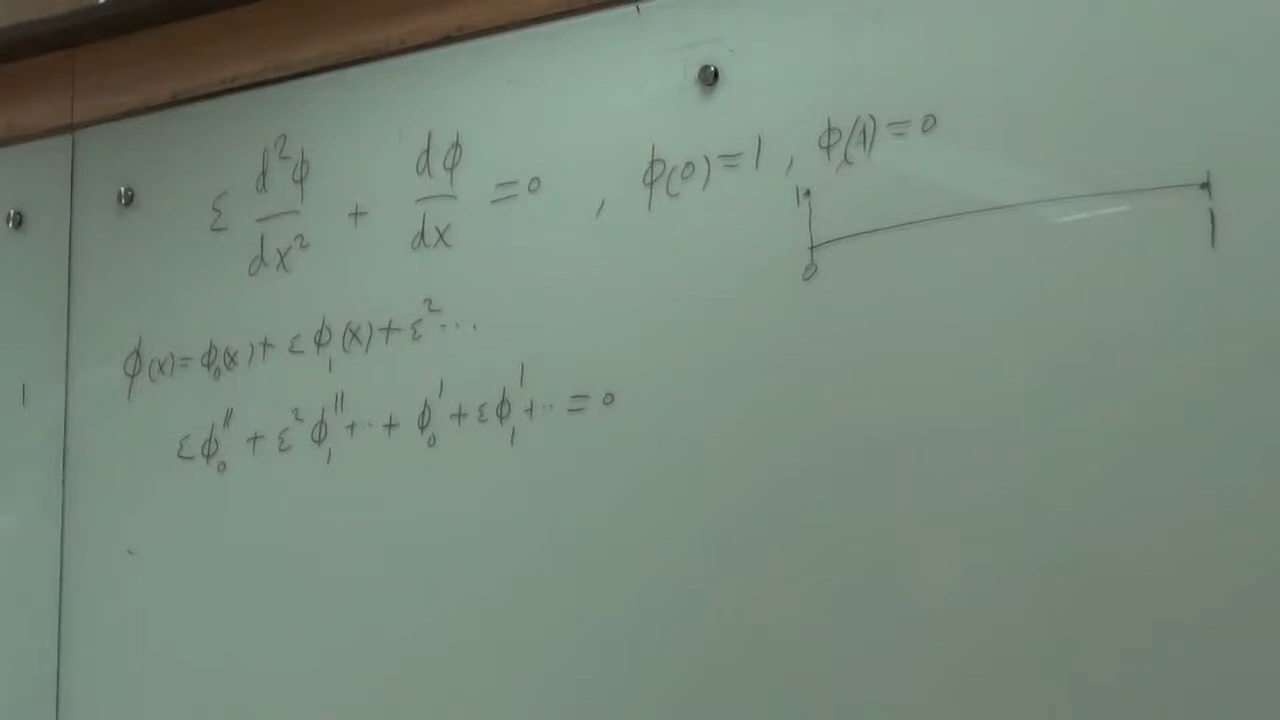 ε d²ϕ/dx² + dϕ/dx = 0 , ϕ(0)=1 , ϕ(1)=0
1
0
1
ϕ(x)=ϕ₀(x)+εϕ₁(x)+ε²...
εϕ₀''+ε²ϕ₁''+..+ϕ₀'+εϕ₁'+..=0